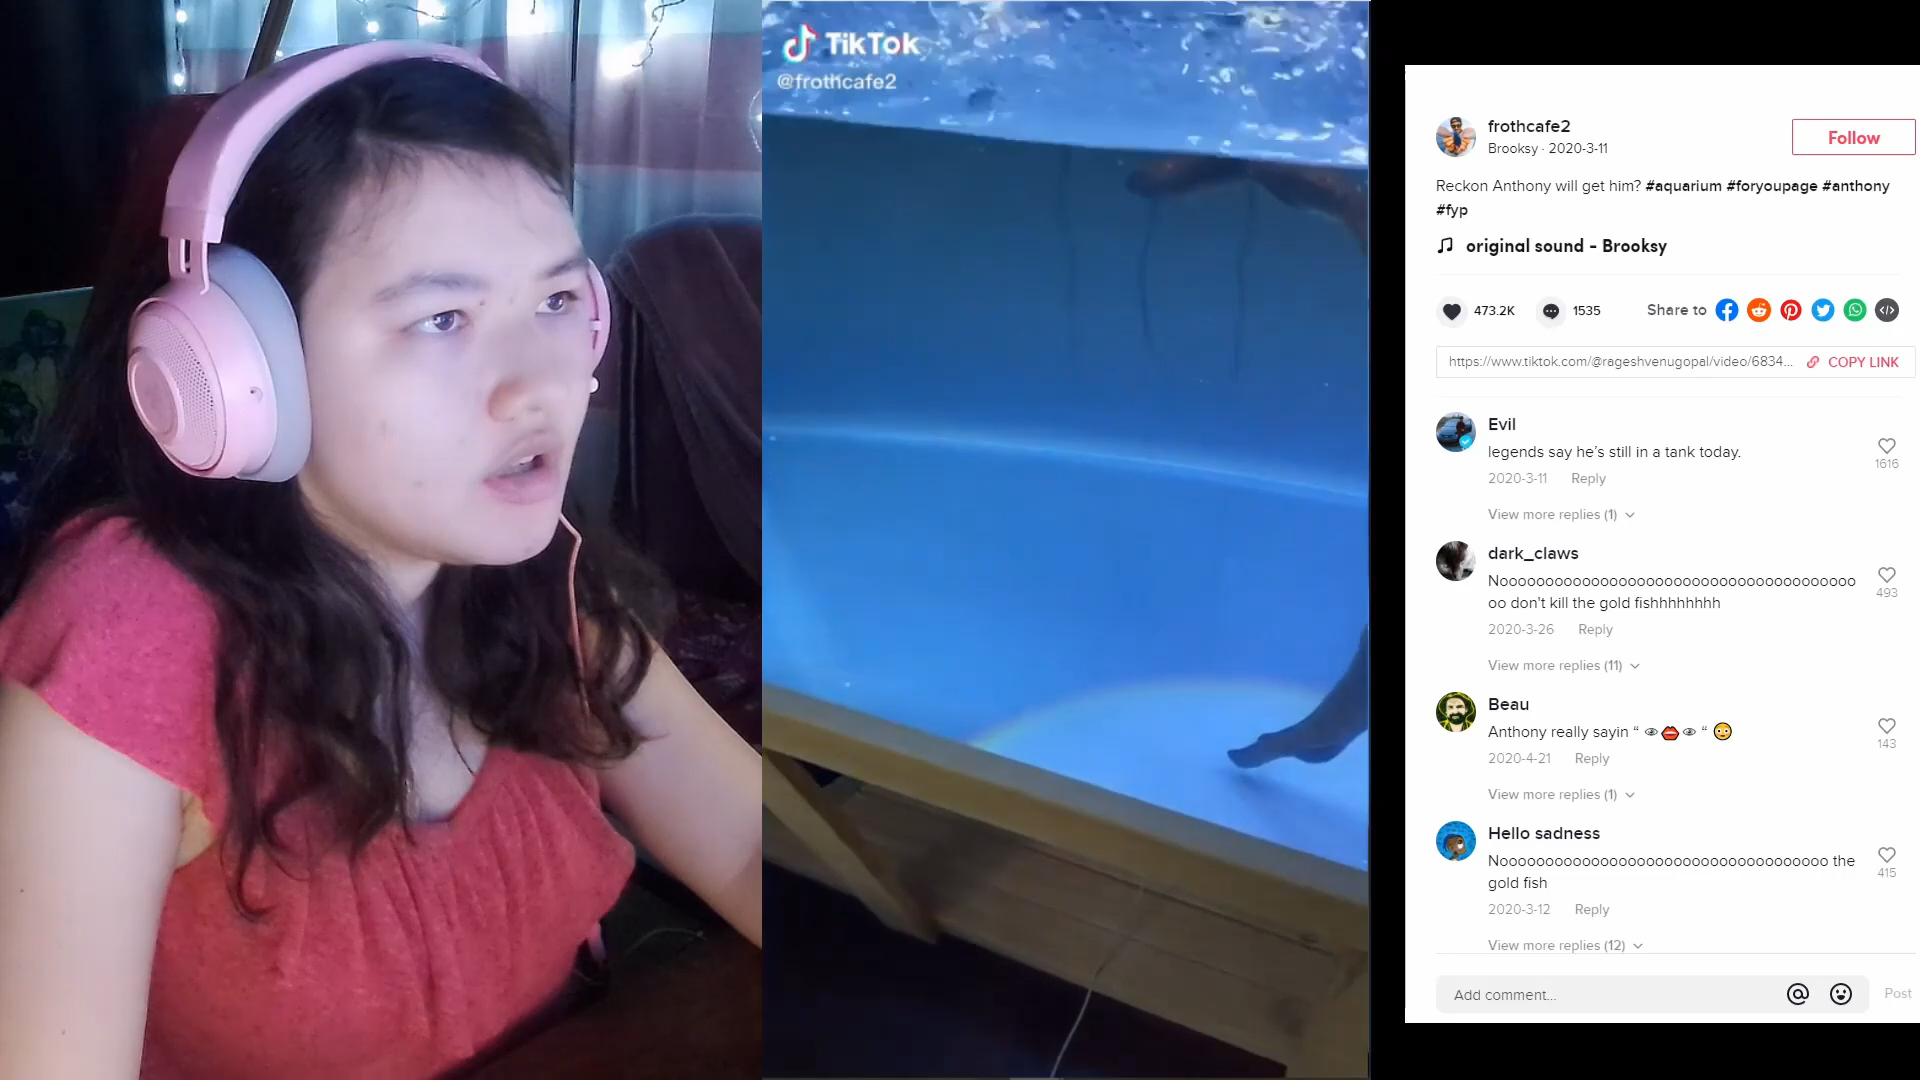 TikTok
@frothcafe2
frothcafe2
Brooksy · 2020-3-11
Follow
Reckon Anthony will get him? #aquarium #foryoupage #anthony
#fyp
original sound - Brooksy
473.2K
1535
Share to
https://www.tiktok.com/@rageshvenugopal/video/6834...
COPY LINK
Evil
legends say he's still in a tank today.
1616
2020-3-11 Reply
View more replies (1)
dark_claws
Nooooooooooooooooooooooooooooooooooooooo
oo don't kill the gold fishhhhhhhh
493
2020-3-26 Reply
View more replies (11)
Beau
Anthony really sayin “ 👁👄👁 “ 😳
143
2020-4-21 Reply
View more replies (1)
Hello sadness
Noooooooooooooooooooooooooooooooooooo the
gold fish
415
2020-3-12 Reply
View more replies (12)
Add comment...
Post